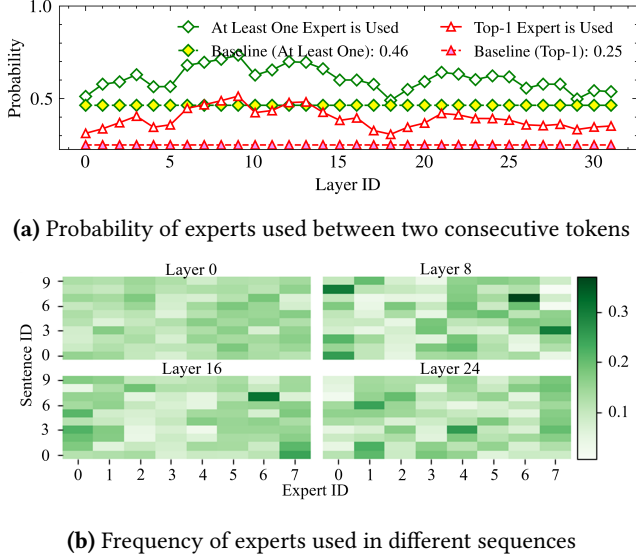 1.0
At Least One Expert is Used
Top-1 Expert is Used
Baseline (At Least One): 0.46
Baseline (Top-1): 0.25
0.5
Probability
0 5 10 15 20 25 30
Layer ID
(a) Probability of experts used between two consecutive tokens
Layer 0
Layer 8
9
6
3
0
Layer 16
Layer 24
9
6
3
0
Sentence ID
0 1 2 3 4 5 6 7
0 1 2 3 4 5 6 7
Expert ID
0.3
0.2
0.1
(b) Frequency of experts used in different sequences